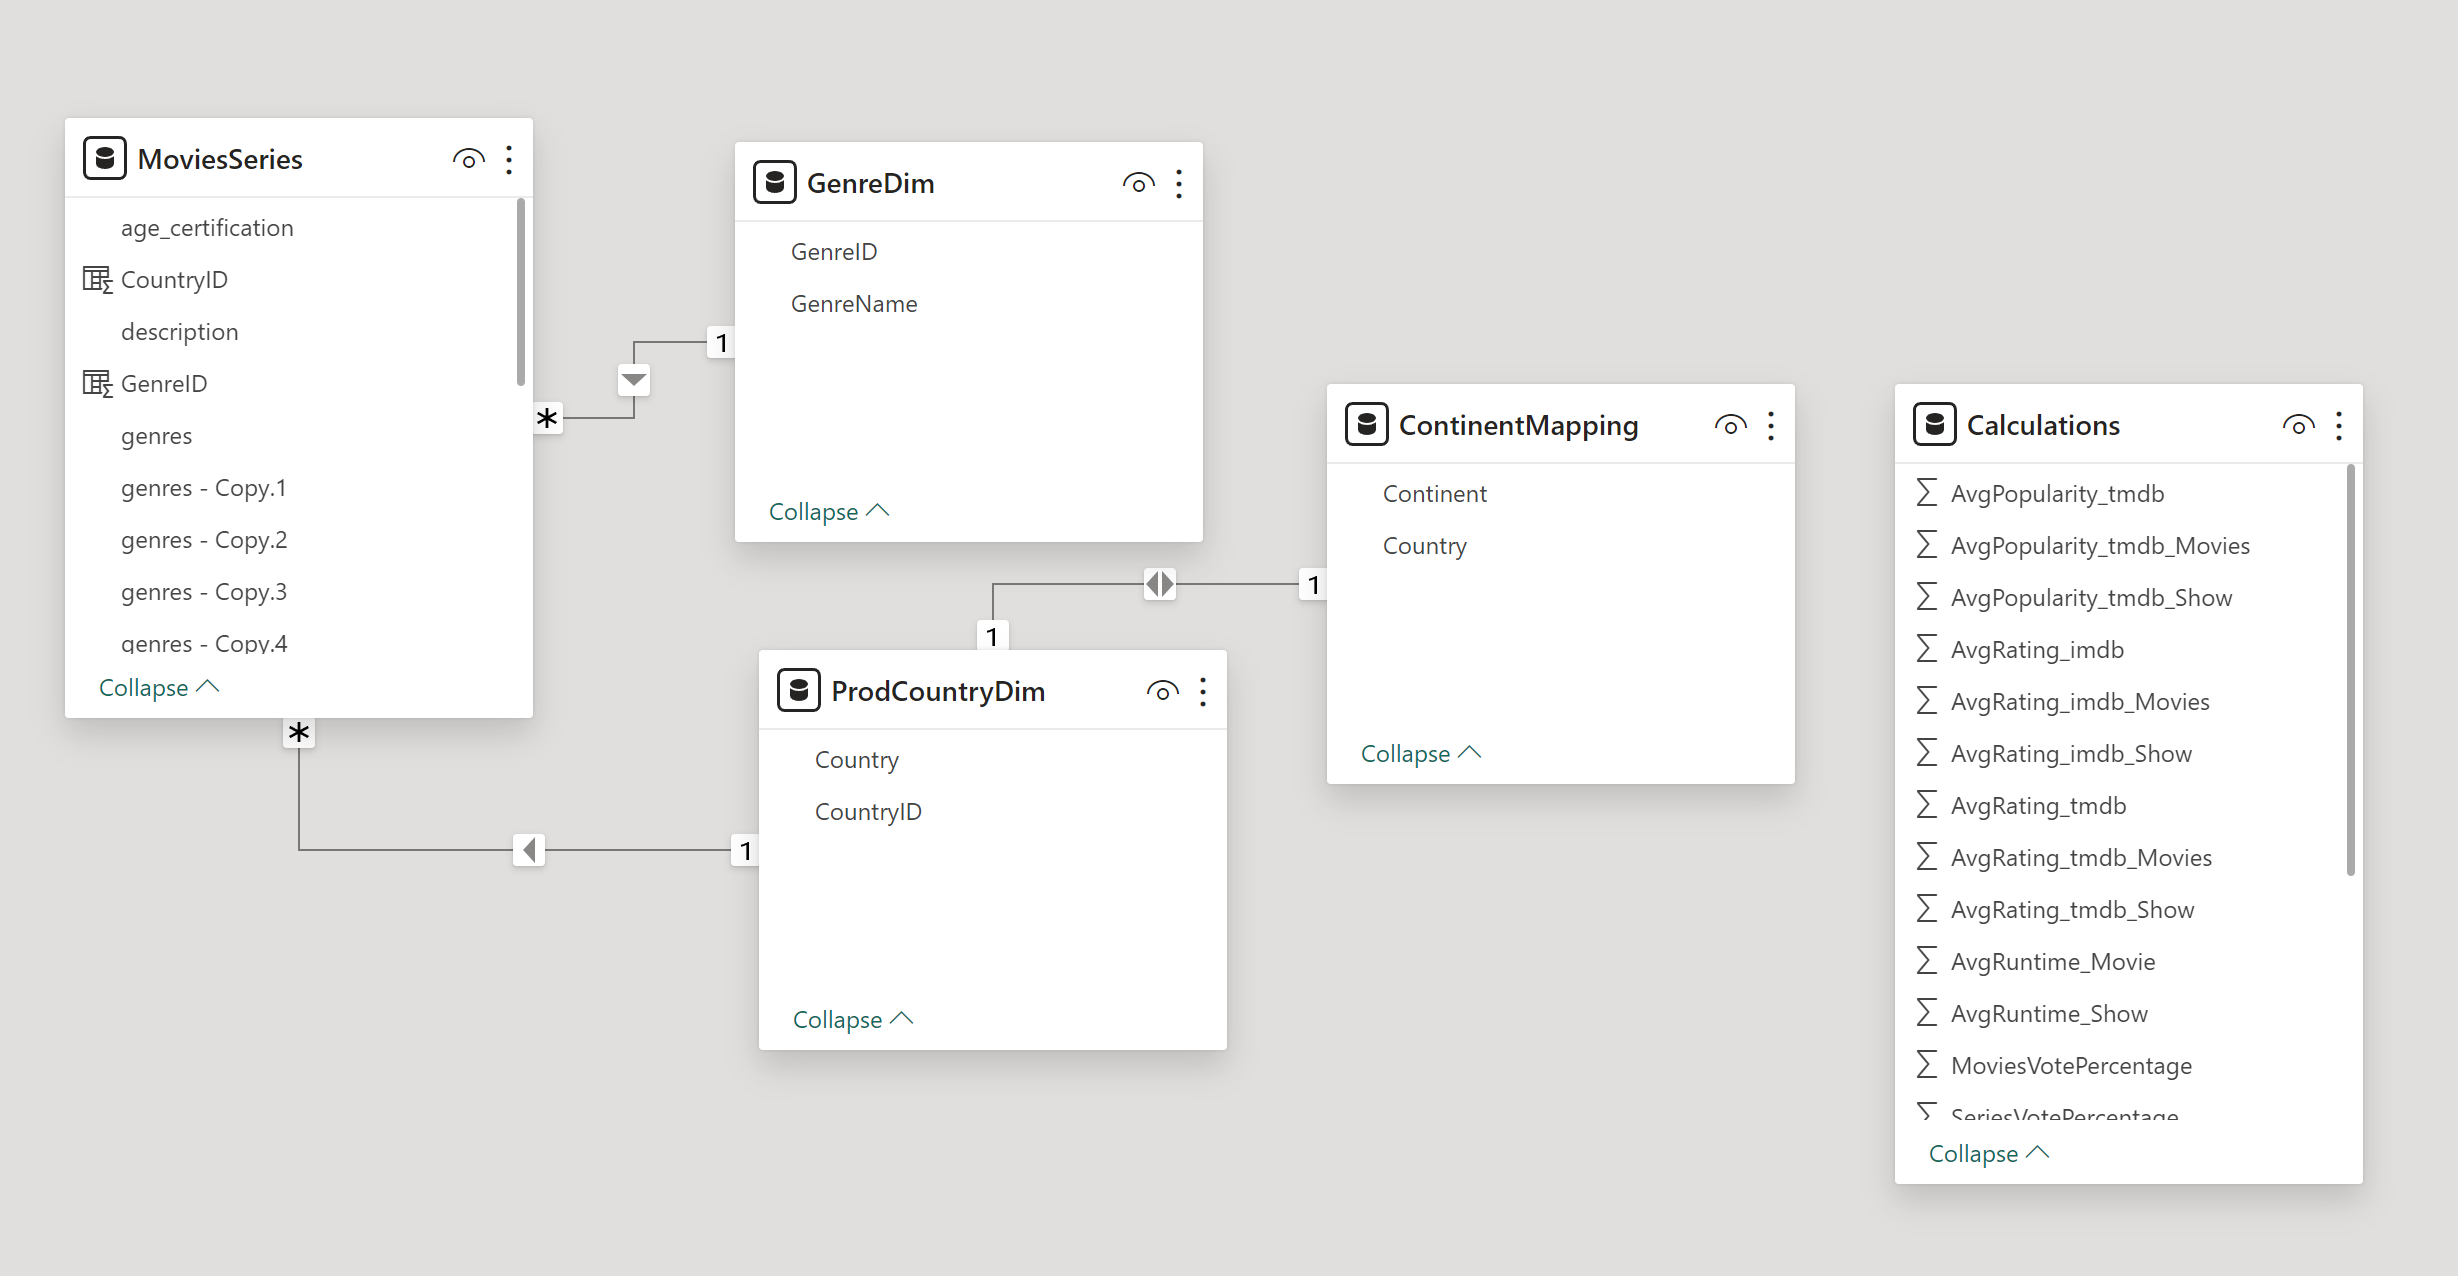 MoviesSeries
age_certification
CountryID
description
GenreID
genres
genres - Copy.1
genres - Copy.2
genres - Copy.3
genres - Copy.4
Collapse
*
*
1
GenreDim
GenreID
GenreName
Collapse
1
1
ProdCountryDim
Country
CountryID
Collapse
1
ContinentMapping
Continent
Country
Collapse
Calculations
AvgPopularity_tmdb
AvgPopularity_tmdb_Movies
AvgPopularity_tmdb_Show
AvgRating_imdb
AvgRating_imdb_Movies
AvgRating_imdb_Show
AvgRating_tmdb
AvgRating_tmdb_Movies
AvgRating_tmdb_Show
AvgRuntime_Movie
AvgRuntime_Show
MoviesVotePercentage
SeriesVotePercentage
Collapse